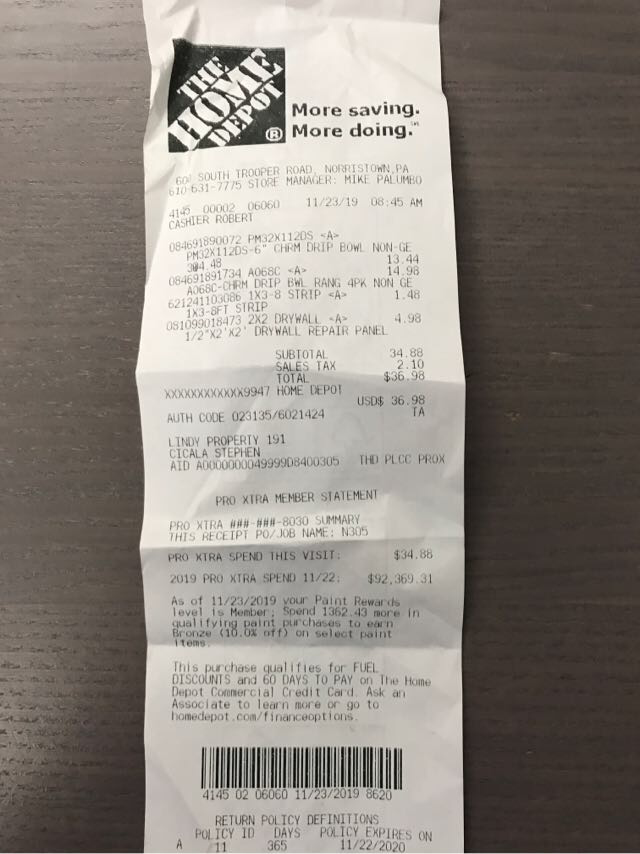 THE
HOME
DEPOT
®
More saving.
More doing.℠
SOUTH TROOPER ROAD, NORRISTOWN,PA
610-631-7775 STORE MANAGER: MIKE PALUMBO
4145 00002 06060 11/23/19 08:45 AM
CASHIER ROBERT
084691890072 PM32X112DS <A>
PM32X112DS-6" CHRM DRIP BOWL NON-GE
3@4.48 13.44
084691891734 A068C <A> 14.98
A068C-CHRM DRIP BWL RANG 4PK NON GE
621241103086 1X3-8 STRIP <A> 1.48
1X3-8FT STRIP
081099018473 2X2 DRYWALL <A> 4.98
1/2"X2'X2' DRYWALL REPAIR PANEL
SUBTOTAL 34.88
SALES TAX 2.10
TOTAL $36.98
XXXXXXXXXXXX9947 HOME DEPOT
USD$ 36.98
AUTH CODE 023135/6021424 TA
LINDY PROPERTY 191
CICALA STEPHEN
AID A0000000049999D8400305 THD PLCC PROX
PRO XTRA MEMBER STATEMENT
PRO XTRA ###-###-8030 SUMMARY
THIS RECEIPT PO/JOB NAME: N305
PRO XTRA SPEND THIS VISIT: $34.88
2019 PRO XTRA SPEND 11/22: $92,369.31
As of 11/23/2019 your Paint Rewards
level is Member; Spend 1362.43 more in
qualifying paint purchases to earn
Bronze (10.0% off) on select paint
items.
This purchase qualifies for FUEL
DISCOUNTS and 60 DAYS TO PAY on The Home
Depot Commercial Credit Card. Ask an
Associate to learn more or go to
homedepot.com/financeoptions.
4145 02 06060 11/23/2019 8620
RETURN POLICY DEFINITIONS
POLICY ID DAYS POLICY EXPIRES ON
A 11 365 11/22/2020